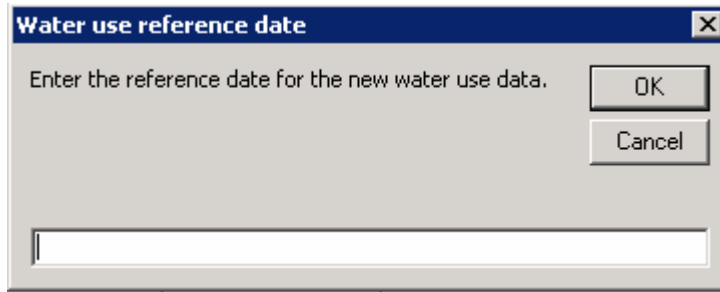 Water use reference date
Enter the reference date for the new water use data.
OK
Cancel